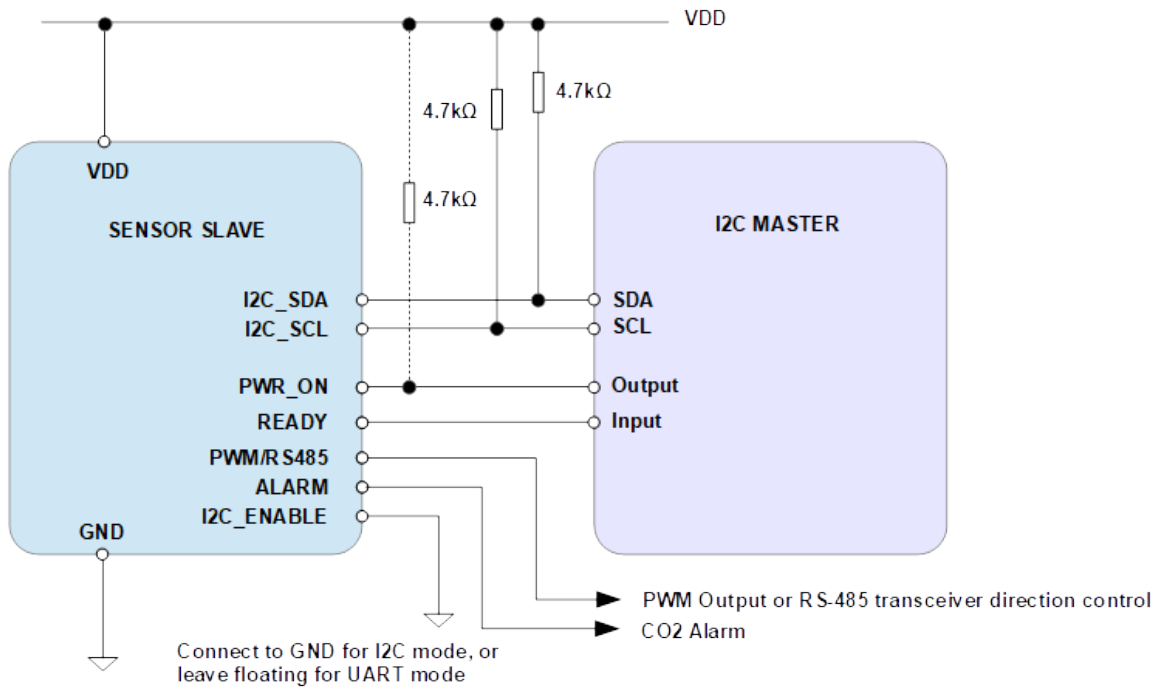 VDD
4.7kΩ
4.7kΩ
4.7kΩ
VDD
SENSOR SLAVE
I2C MASTER
I2C_SDA
SDA
I2C_SCL
SCL
PWR_ON
Output
READY
Input
PWM/RS485
ALARM
I2C_ENABLE
GND
PWM Output or RS-485 transceiver direction control
CO2 Alarm
Connect to GND for I2C mode, or
leave floating for UART mode